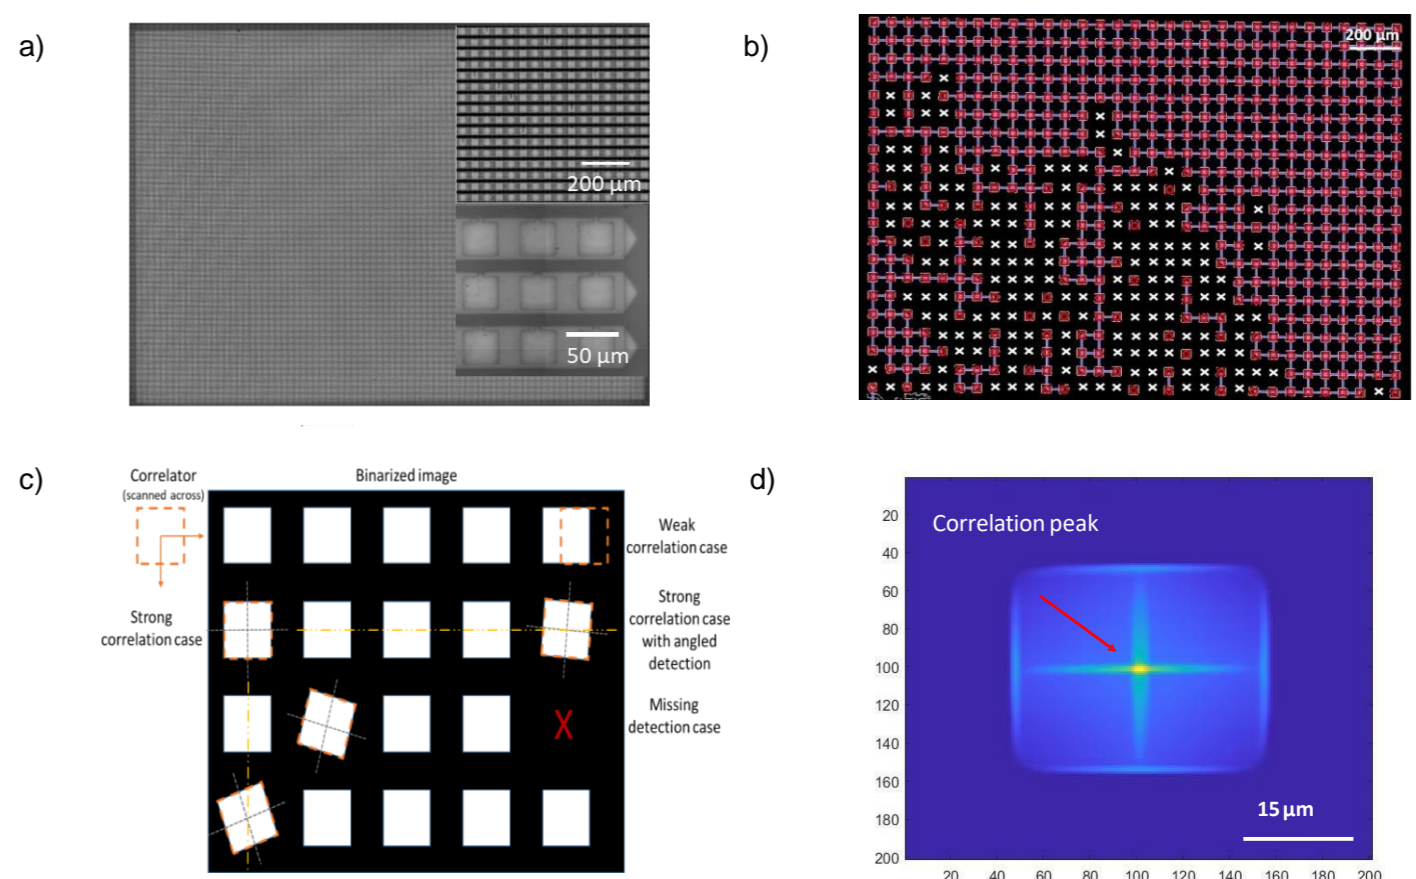 a)
200 μm
50 μm
b)
200 μm
c)
Correlator
(scanned across)
Binarized image
Weak
correlation case
Strong
correlation case
Strong
correlation case
with angled
detection
Missing
detection case
X
d)
Correlation peak
15 μm
20
40
60
80
100
120
140
160
180
200
20 40 60 80 100 120 140 160 180 200